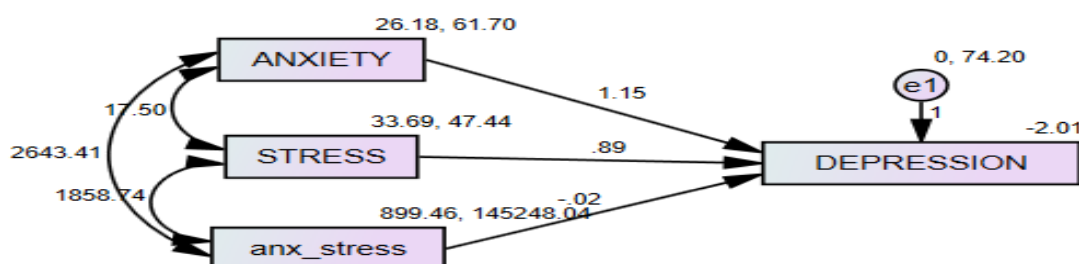 26.18, 61.70
ANXIETY
0, 74.20
e1
1.15
1
17.50
33.69, 47.44
-2.01
2643.41
STRESS
.89
DEPRESSION
1858.74
-.02
899.46, 145248.04
anx_stress